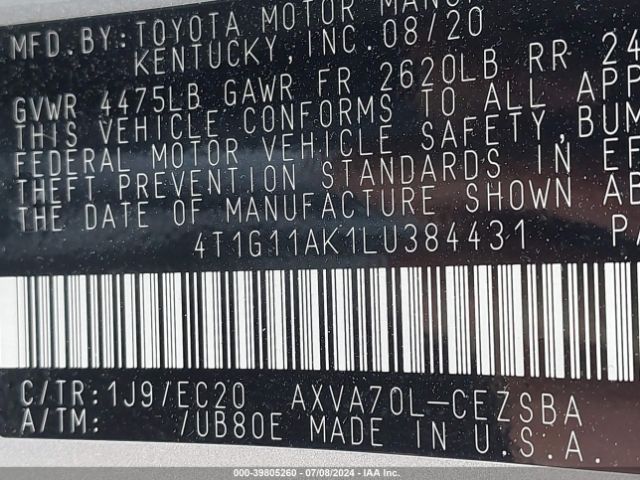 MFD. BY: TOYOTA MOTOR
KENTUCKY, INC. 08/20
GVWR 4475LB GAWR FR 2620LB RR
THIS VEHICLE CONFORMS TO ALL
FEDERAL MOTOR VEHICLE SAFETY,
THEFT PREVENTION STANDARDS IN
THE DATE OF MANUFACTURE SHOWN
4T1G11AK1LU384431
C/TR: 1J9/EC20 AXVA70L-CEZSBA
A/TM: /UB80E MADE IN U.S.A.
000-39805260 - 07/08/2024 - IAA Inc.